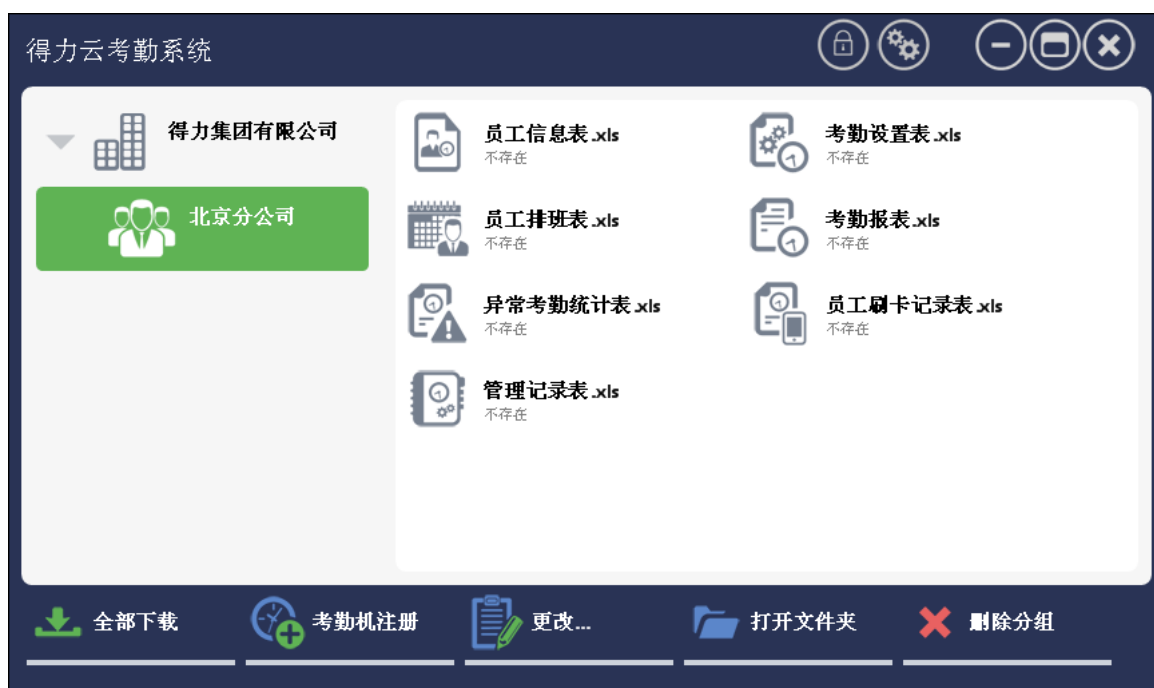 得力云考勤系统
得力集团有限公司
北京分公司
员工信息表.xls
不存在
考勤设置表.xls
不存在
员工排班表.xls
不存在
考勤报表.xls
不存在
异常考勤统计表.xls
不存在
员工刷卡记录表.xls
不存在
管理记录表.xls
不存在
全部下载
考勤机注册
更改...
打开文件夹
删除分组